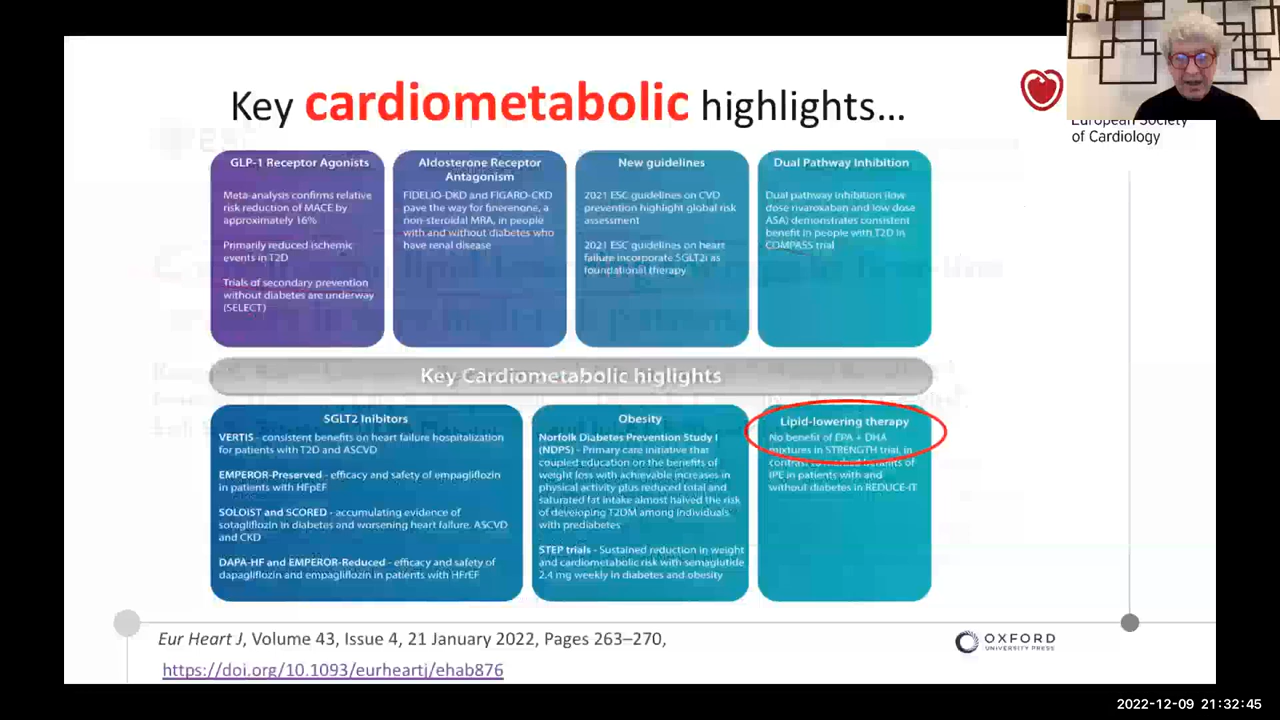 Key cardiometabolic highlights...
European Society
of Cardiology
GLP-1 Receptor Agonists
Meta-analysis confirms relative
risk reduction of MACE by
approximately 16%
Primarily reduced ischemic
events in T2D
Trials of secondary prevention
without diabetes are underway
(SELECT)
Aldosterone Receptor
Antagonism
FIDELIO-DKD and FIGARO-CKD
pave the way for finerenone, a
non-steroidal MRA, in people
with and without diabetes who
have renal disease
New guidelines
2021 ESC guidelines on CVD
prevention highlight global risk
assessment
2021 ESC guidelines on heart
failure incorporate SGLT2i as
foundational therapy
Dual Pathway Inhibition
Dual pathway inhibition (low
dose rivaroxaban and low dose
ASA) demonstrates consistent
benefit in people with T2D in
COMPASS trial
Key Cardiometabolic higlights
SGLT2 Inibitors
VERTIS - consistent benefits on heart failure hospitalization
for patients with T2D and ASCVD
EMPEROR-Preserved - efficacy and safety of empagliflozin
in patients with HFpEF
SOLOIST and SCORED - accumulating evidence of
sotagliflozin in diabetes and worsening heart failure, ASCVD
and CKD
DAPA-HF and EMPEROR-Reduced - efficacy and safety of
dapagliflozin and empagliflozin in patients with HFrEF
Obesity
Norfolk Diabetes Prevention Study I
(NDPS) - Primary care initiative that
coupled education on the benefits of
weight loss with achievable increases in
physical activity plus reduced total and
saturated fat intake almost halved the risk
of developing T2DM among individuals
with prediabetes
STEP trials - Sustained reduction in weight
and cardiometabolic risk with semaglutide
2.4 mg weekly in diabetes and obesity
Lipid-lowering therapy
No benefit of EPA + DHA
mixtures in STRENGTH trial, in
contrast to marked benefits of
IPE in patients with and
without diabetes in REDUCE-IT
Eur Heart J, Volume 43, Issue 4, 21 January 2022, Pages 263–270,
https://doi.org/10.1093/eurheartj/ehab876
OXFORD
UNIVERSITY PRESS
2022-12-09 21:32:45